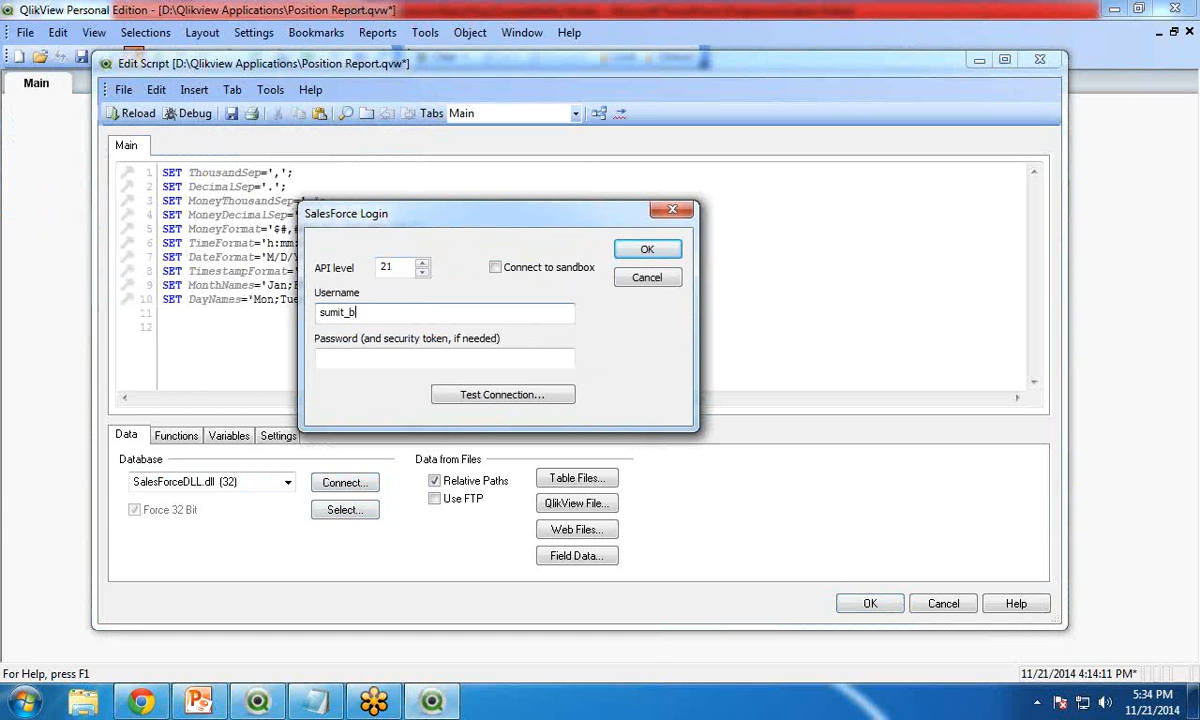 QlikView Personal Edition - [D:\Qlikview Applications\Position Report.qvw*]
File Edit View Selections Layout Settings Bookmarks Reports Tools Object Window Help
Main
Edit Script [D:\Qlikview Applications\Position Report.qvw*]
File Edit Insert Tab Tools Help
Reload Debug Tabs Main
Main
1 SET ThousandSep=',';
2 SET DecimalSep='.';
3 SET MoneyThousandSep=
4 SET MoneyDecimalSep=
5 SET MoneyFormat='$#,#
6 SET TimeFormat='h:mm:
7 SET DateFormat='M/D/Y
8 SET TimestampFormat='
9 SET MonthNames='Jan;F
10 SET DayNames='Mon;Tue
11
12
SalesForce Login
API level 21 Connect to sandbox
OK
Cancel
Username
sumit_b
Password (and security token, if needed)
Test Connection...
Data Functions Variables Settings
Database
SalesForceDLL.dll (32) Connect...
Force 32 Bit Select...
Data from Files
Relative Paths Table Files...
Use FTP QlikView File...
Web Files...
Field Data...
OK Cancel Help
For Help, press F1
11/21/2014 4:14:11 PM*
5:34 PM
11/21/2014